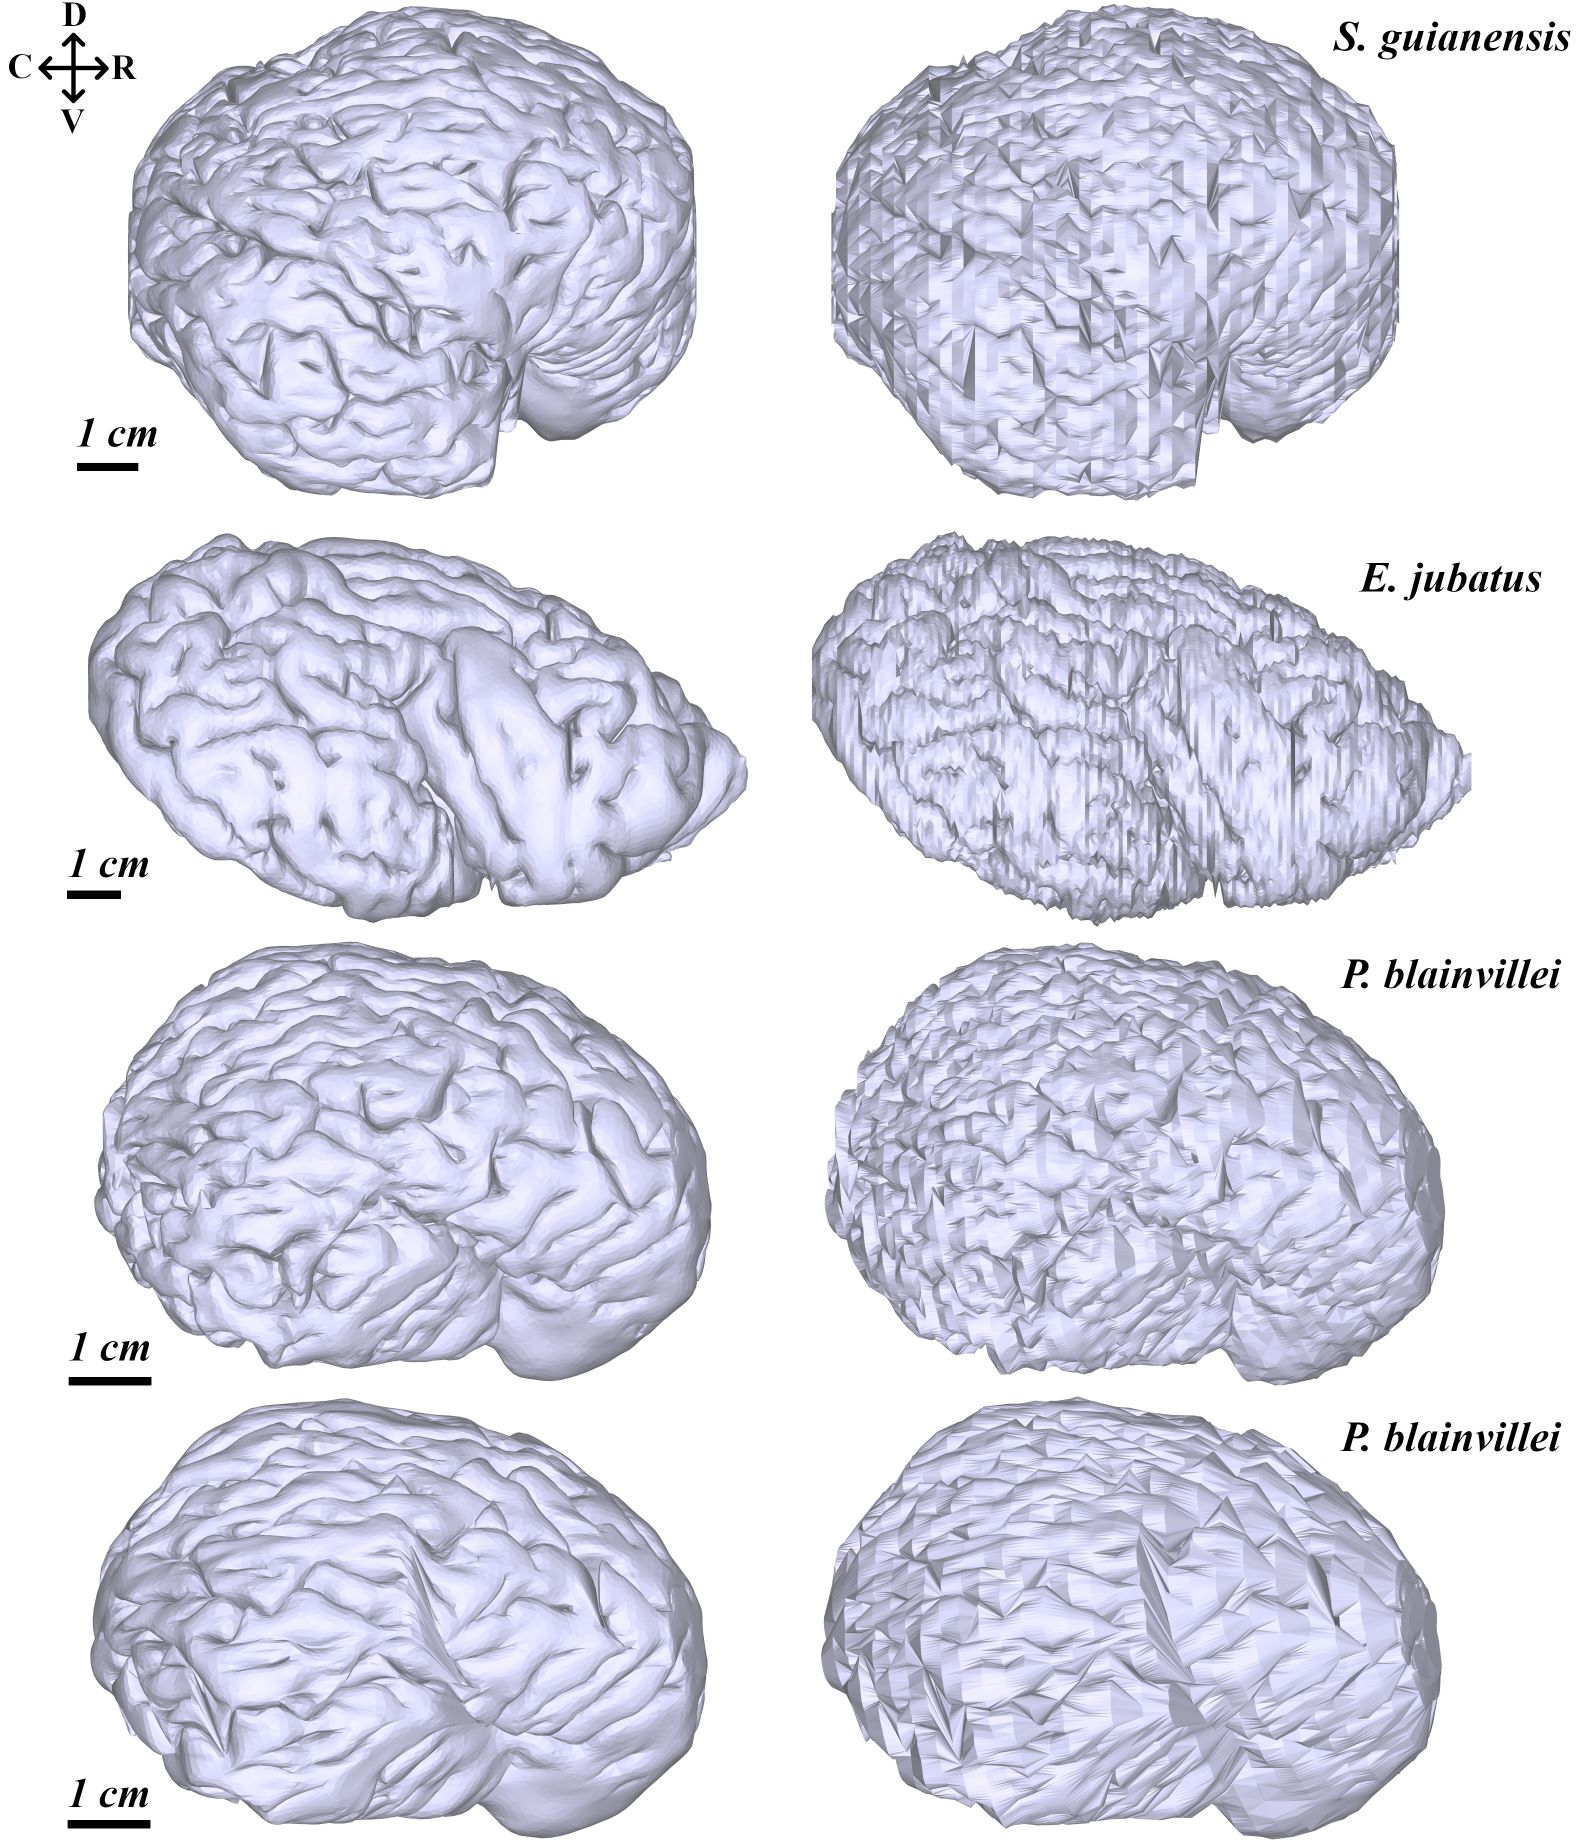 D
C R
V
S. guianensis
1 cm
E. jubatus
1 cm
P. blainvillei
1 cm
P. blainvillei
1 cm